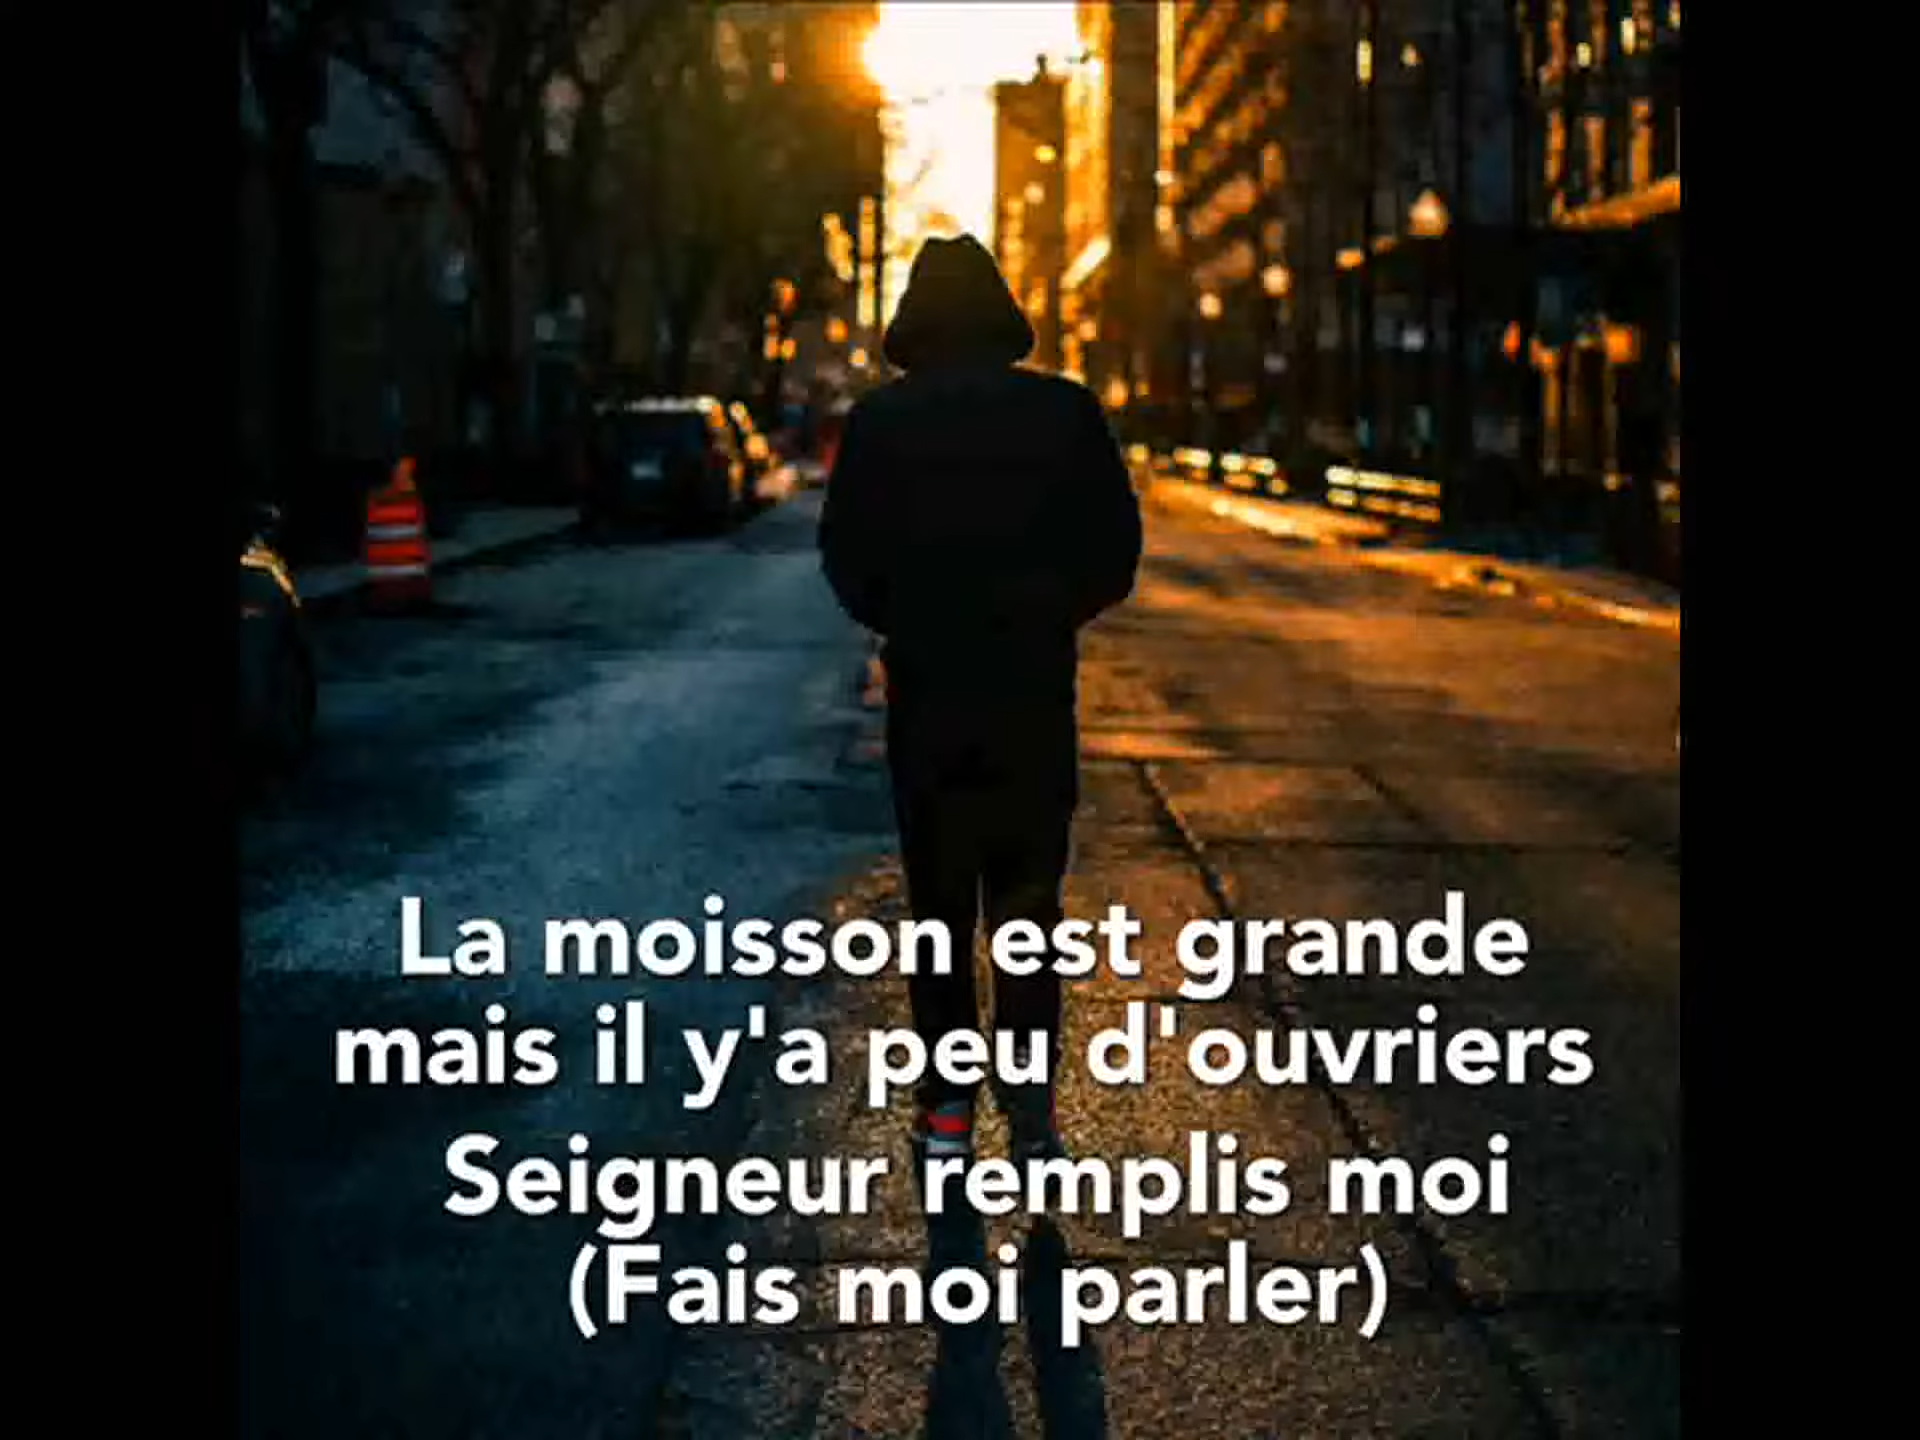 La moisson est grande
mais il y'a peu d'ouvriers
Seigneur remplis moi
(Fais moi parler)